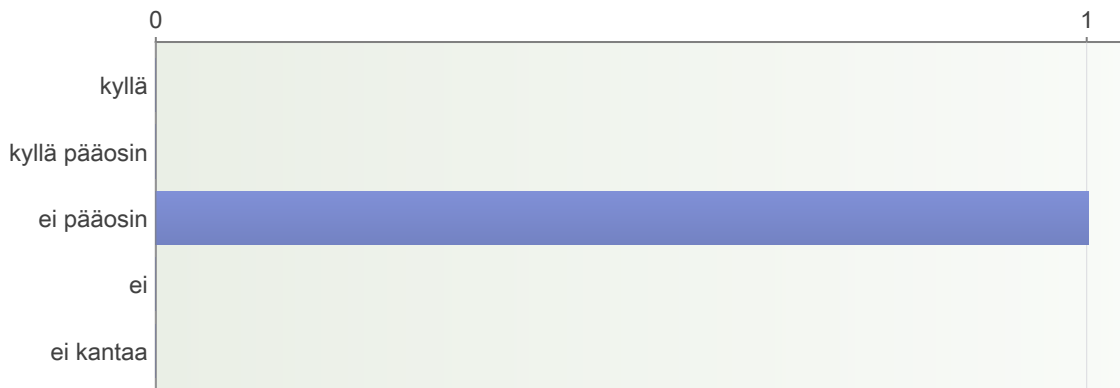 0 1
kyllä
kyllä pääosin
ei pääosin
ei
ei kantaa